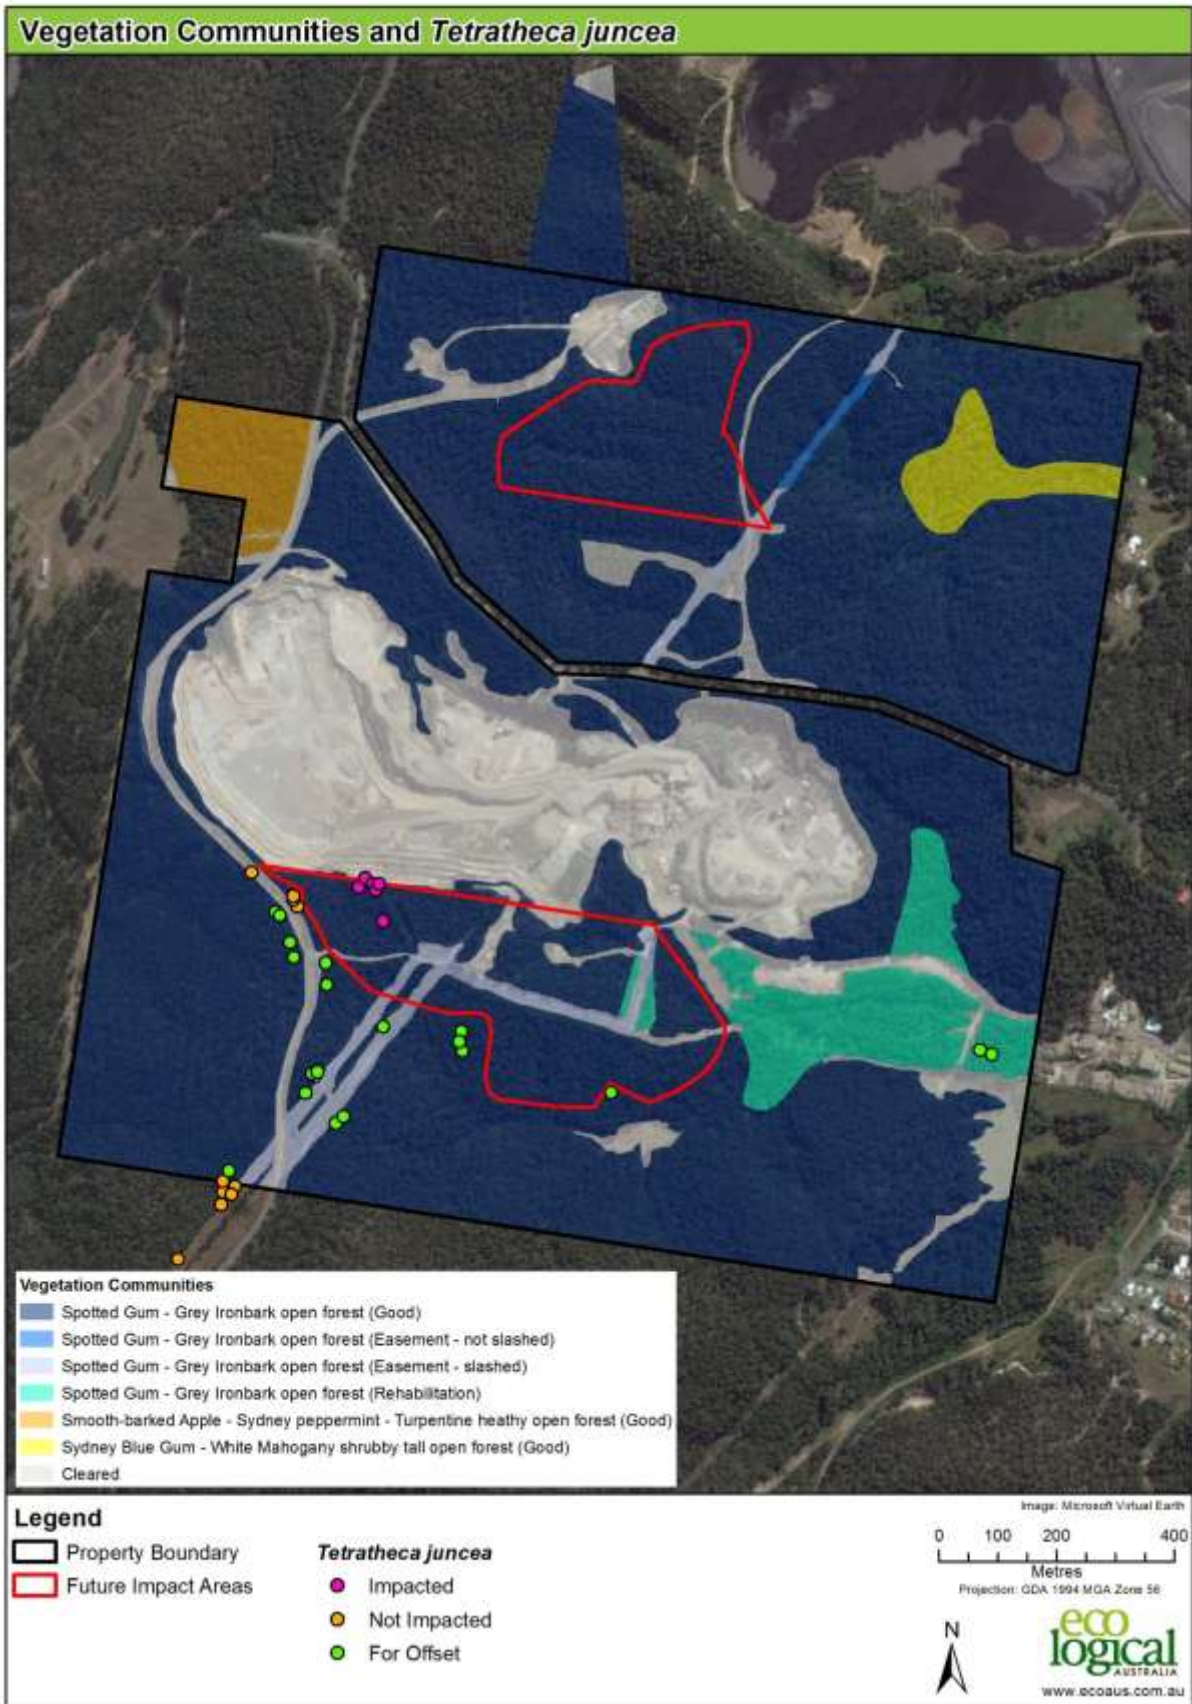 Vegetation Communities and Tetratheca juncea
Vegetation Communities
Spotted Gum - Grey Ironbark open forest (Good)
Spotted Gum - Grey Ironbark open forest (Easement - not slashed)
Spotted Gum - Grey Ironbark open forest (Easement - slashed)
Spotted Gum - Grey Ironbark open forest (Rehabilitation)
Smooth-barked Apple - Sydney peppermint - Turpentine heathy open forest (Good)
Sydney Blue Gum - White Mahogany shrubby tall open forest (Good)
Cleared
Legend
Property Boundary
Future Impact Areas
Tetratheca juncea
Impacted
Not Impacted
For Offset
Image: Microsoft Virtual Earth
0 100 200 400
Metres
Projection: GDA 1994 MGA Zone 56
N
eco
logical
AUSTRALIA
www.ecoaus.com.au